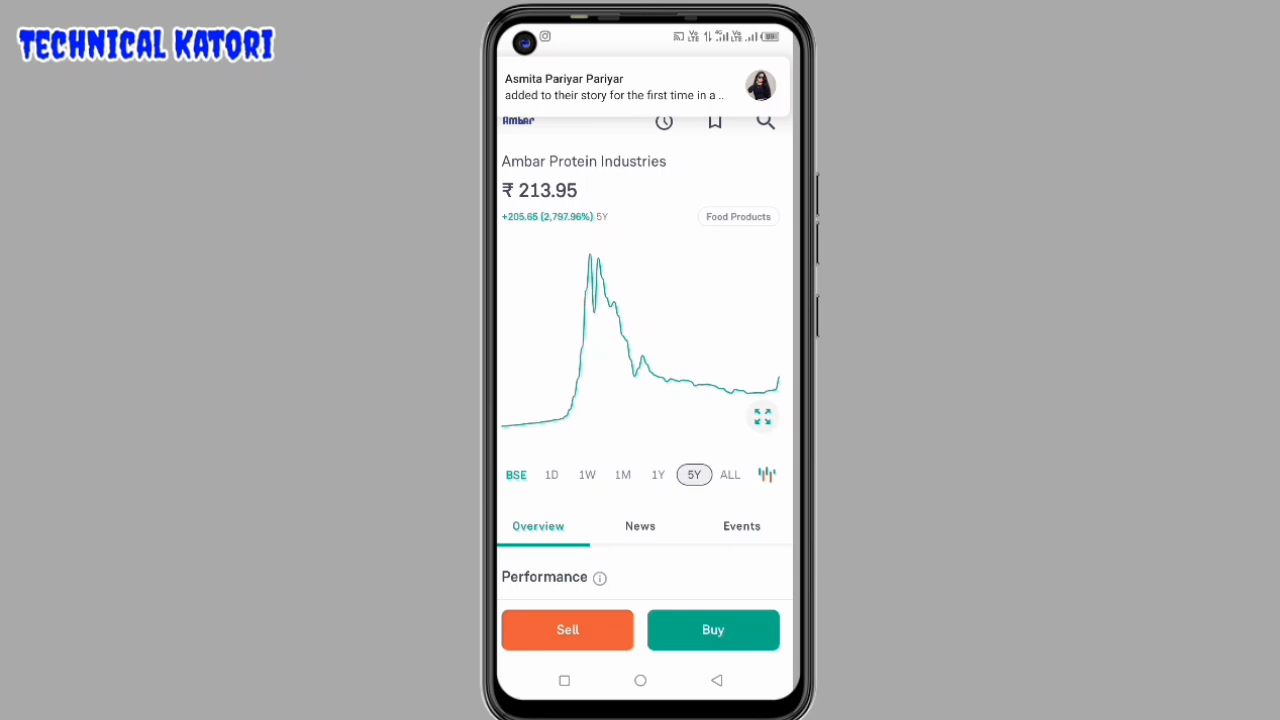 TECHNICAL KATORI
Asmita Pariyar Pariyar
added to their story for the first time in a ..
Ambar
Ambar Protein Industries
₹ 213.95
+205.65 (2,797.96%) 5Y
Food Products
BSE 1D 1W 1M 1Y 5Y ALL
Overview News Events
Performance
Sell Buy